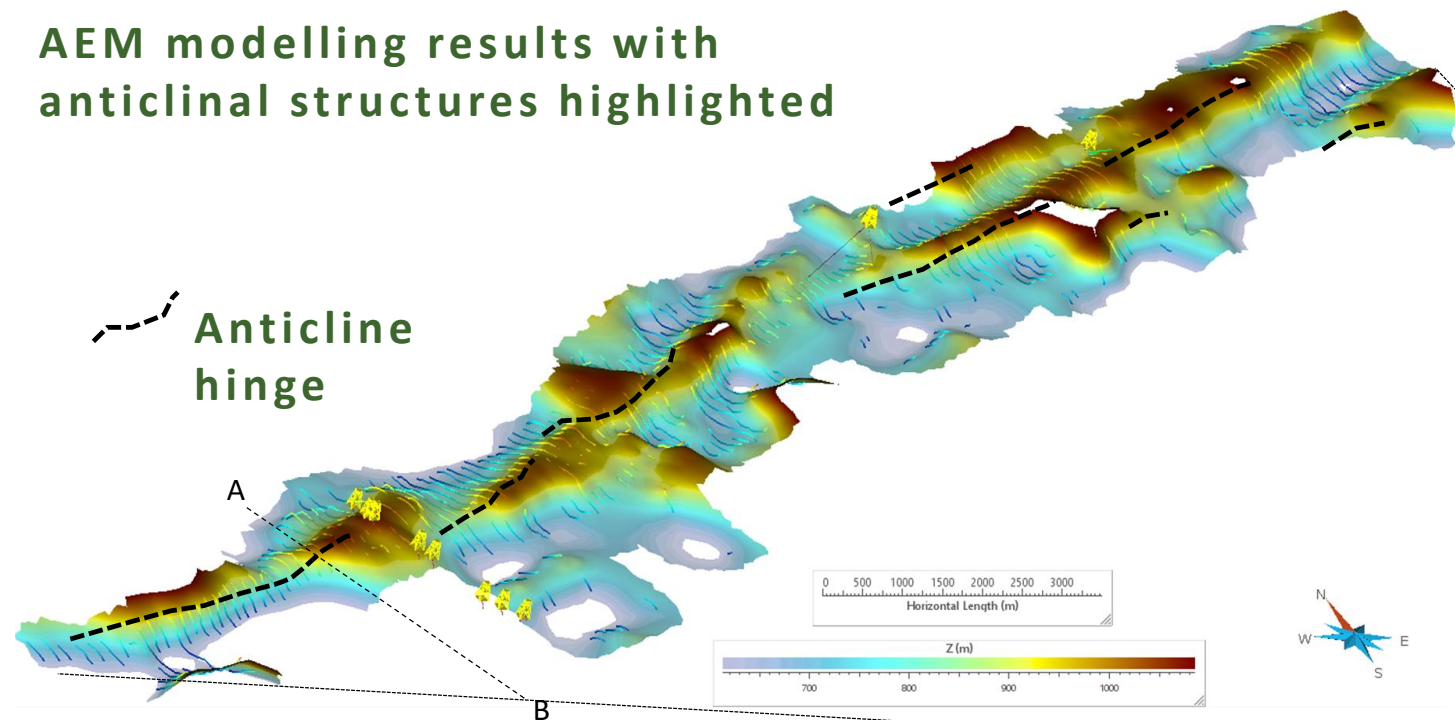 AEM modelling results with
anticlinal structures highlighted
Anticline
hinge
A
B
0 500 1000 1500 2000 2500 3000
Horizontal Length (m)
Z (m)
700 800 900 1000
N
W E
S